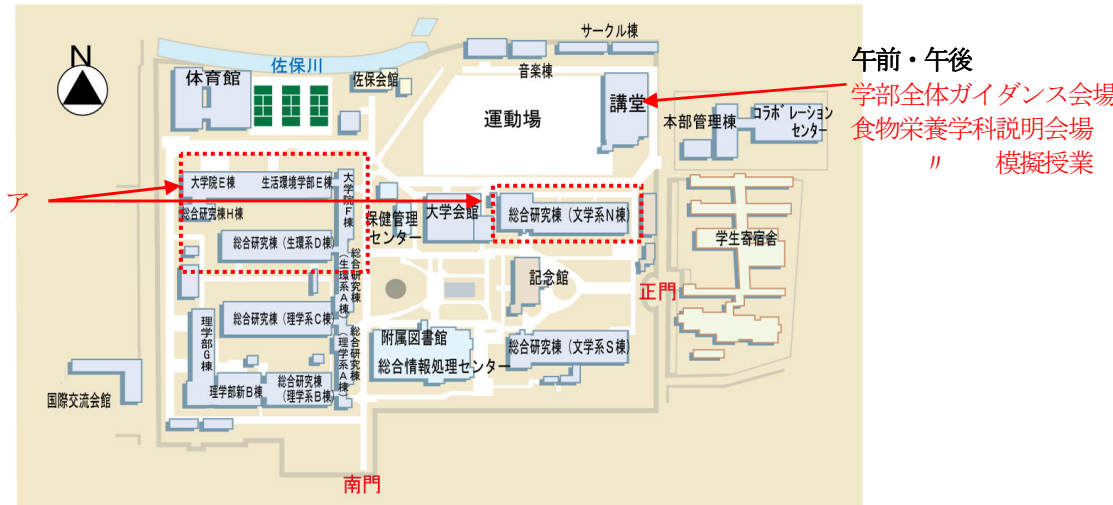 サークル棟
N
佐保川
音楽棟
体育館
佐保会館
講堂
運動場
午前・午後
学部全体ガイダンス会場
食物栄養学科説明会場
〃 模擬授業
本部管理棟
コラボレーション
センター
ア
大学院E棟
生活環境学部E棟
大学院F棟
総合研究棟H棟
総合研究棟(生環系D棟)
保健管理
センター
大学会館
総合研究棟(文学系N棟)
学生寄宿舎
総合研究棟
(生環系A棟)
記念館
正門
総合研究棟(理学系C棟)
理学部G棟
総合研究棟
(理学系A棟)
附属図書館
総合情報処理センター
総合研究棟(文学系S棟)
理学部新B棟
総合研究棟
(理学系B棟)
国際交流会館
南門